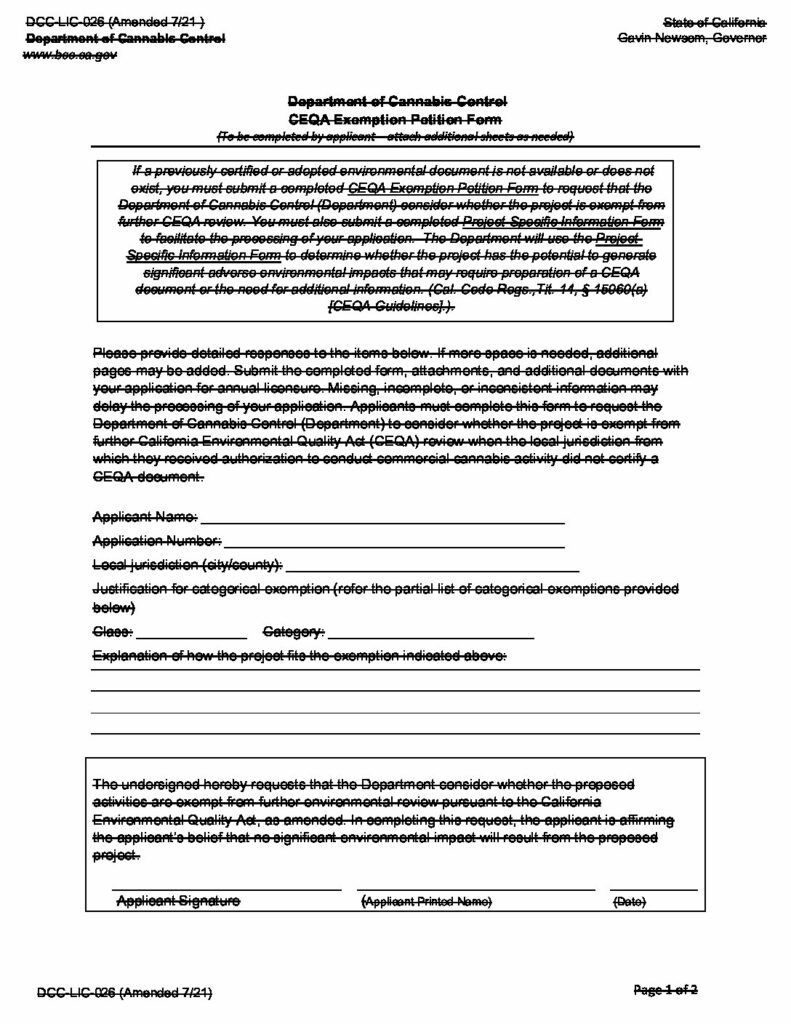 DCC-LIC-026 (Amended 7/21 )
State of California
Department of Cannabis Control
Gavin Newsom, Governor
www.bcc.ca.gov
Department of Cannabis Control
CEQA Exemption Petition Form
(To be completed by applicant – attach additional sheets as needed)
If a previously certified or adopted environmental document is not available or does not
exist, you must submit a completed CEQA Exemption Petition Form to request that the
Department of Cannabis Control (Department) consider whether the project is exempt from
further CEQA review. You must also submit a completed Project-Specific Information Form
to facilitate the processing of your application. The Department will use the Project-
Specific Information Form to determine whether the project has the potential to generate
significant adverse environmental impacts that may require preparation of a CEQA
document or the need for additional information. (Cal. Code Regs.,Tit. 14, § 15060(a)
[CEQA Guidelines].).
Please provide detailed responses to the items below. If more space is needed, additional
pages may be added. Submit the completed form, attachments, and additional documents with
your application for annual licensure. Missing, incomplete, or inconsistent information may
delay the processing of your application. Applicants must complete this form to request the
Department of Cannabis Control (Department) to consider whether the project is exempt from
further California Environmental Quality Act (CEQA) review when the local jurisdiction from
which they received authorization to conduct commercial cannabis activity did not certify a
CEQA document.
Applicant Name:
Application Number:
Local jurisdiction (city/county):
Justification for categorical exemption (refer the partial list of categorical exemptions provided
below)
Class: Category:
Explanation of how the project fits the exemption indicated above:
The undersigned hereby requests that the Department consider whether the proposed
activities are exempt from further environmental review pursuant to the California
Environmental Quality Act, as amended. In completing this request, the applicant is affirming
the applicant's belief that no significant environmental impact will result from the proposed
project.
Applicant Signature (Applicant Printed Name) (Date)
DCC-LIC-026 (Amended 7/21)
Page 1 of 2